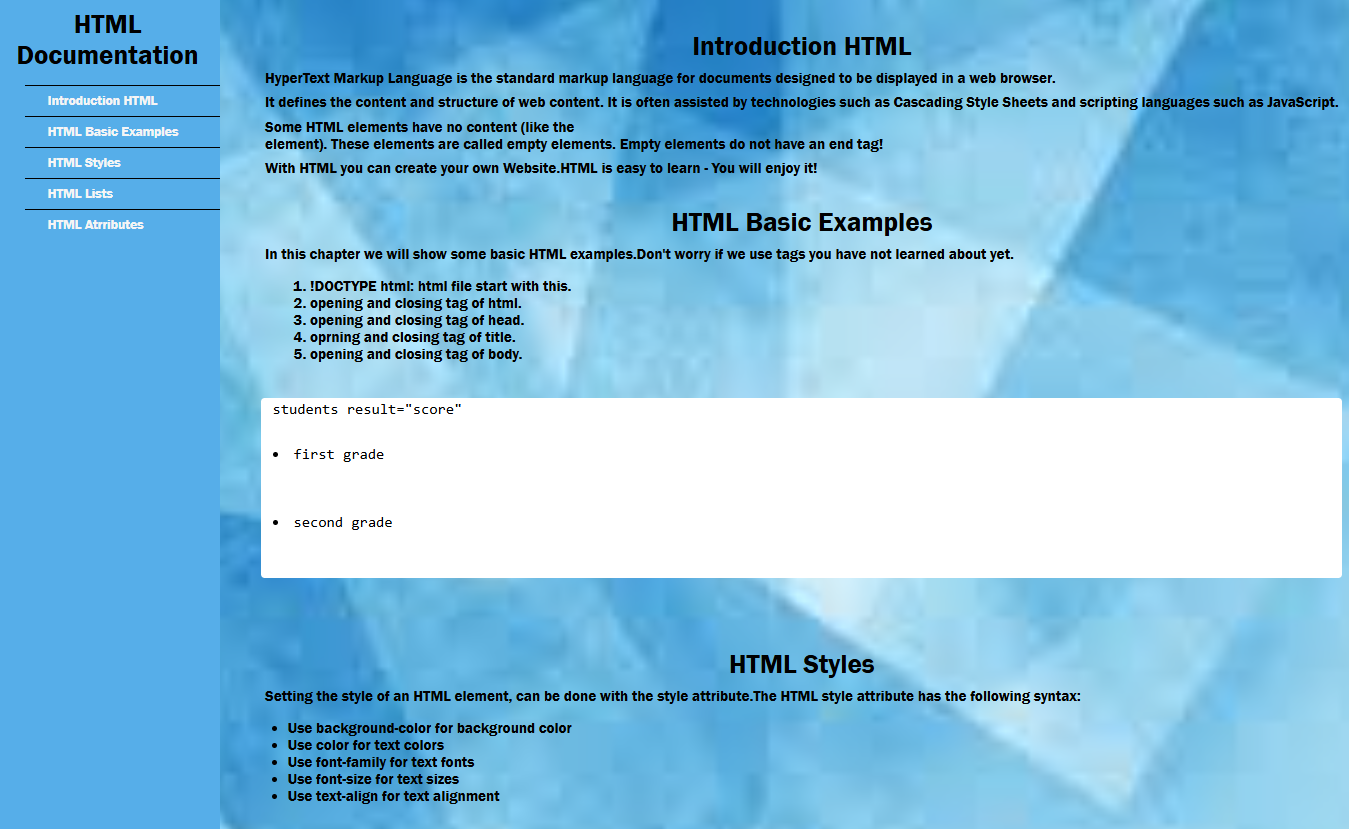 HTML
Documentation
Introduction HTML
HTML Basic Examples
HTML Styles
HTML Lists
HTML Atrributes
Introduction HTML
HyperText Markup Language is the standard markup language for documents designed to be displayed in a web browser.
It defines the content and structure of web content. It is often assisted by technologies such as Cascading Style Sheets and scripting languages such as JavaScript.
Some HTML elements have no content (like the
element). These elements are called empty elements. Empty elements do not have an end tag!
With HTML you can create your own Website.HTML is easy to learn - You will enjoy it!
HTML Basic Examples
In this chapter we will show some basic HTML examples.Don't worry if we use tags you have not learned about yet.
1. !DOCTYPE html: html file start with this.
2. opening and closing tag of html.
3. opening and closing tag of head.
4. oprning and closing tag of title.
5. opening and closing tag of body.
students result="score"
• first grade
• second grade
HTML Styles
Setting the style of an HTML element, can be done with the style attribute.The HTML style attribute has the following syntax:
• Use background-color for background color
• Use color for text colors
• Use font-family for text fonts
• Use font-size for text sizes
• Use text-align for text alignment